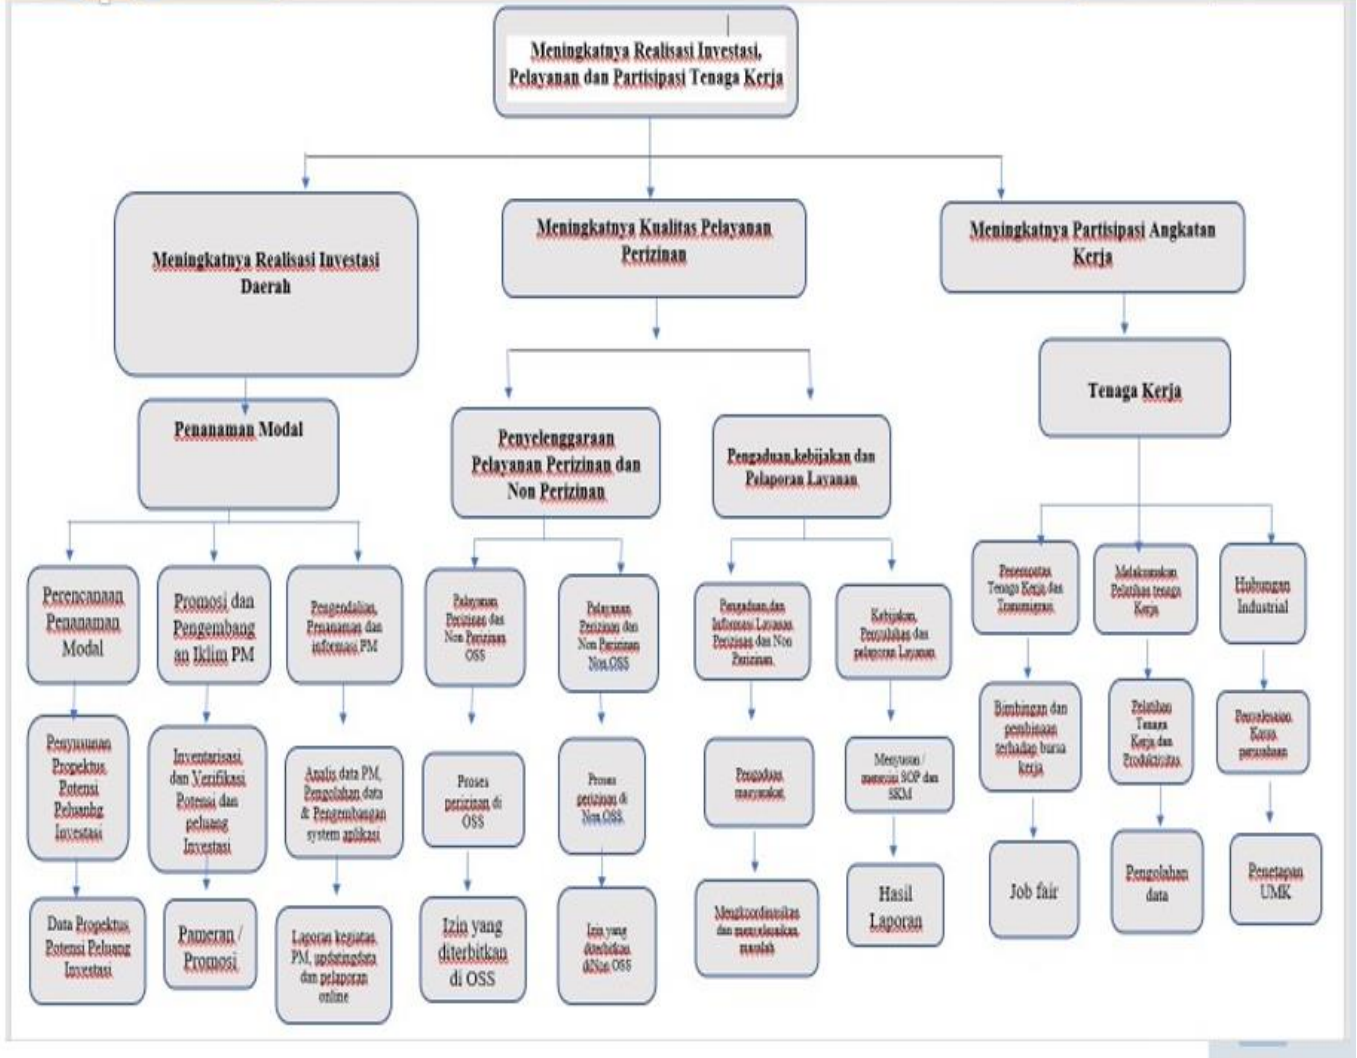 Meningkatnya Realisasi Investasi,
Pelayanan dan Partisipasi Tenaga Kerja
Meningkatnya Realisasi Investasi
Daerah
Meningkatnya Kualitas Pelayanan
Perizinan
Meningkatnya Partisipasi Angkatan
Kerja
Penanaman Modal
Penyelenggaraan
Pelayanan Perizinan dan
Non Perizinan
Pengaduan,kebijakan dan
Pelaporan Layanan
Tenaga Kerja
Perencanaan
Penanaman
Modal
Promosi dan
Pengembang
an Iklim PM
Pengendalian,
Penanaman dan
informasi PM
Pelayanan
Perizinan dan
Non Perizinan
OSS
Pelayanan
Perizinan dan
Non Perizinan
Non OSS
Pengaduan dan
Informasi Layanan
Perizinan dan Non
Perizinan
Kebijakan,
Penyuluhan dan
pelaporan Layanan
Penempatan
Tenaga Kerja dan
Transmigrasi
Melaksanakan
Pelatihan tenaga
Kerja
Hubungan
Industrial
Penyusunan
Propektus
Potensi
Peluanhg
Investasi
Inventarisasi
dan Verifikasi
Potensi dan
peluang
Investasi
Analis data PM,
Pengolahan data
& Pengembangan
system aplikasi
Proses
perizinan di
OSS
Proses
perizinan di
Non OSS
Pengaduan
masyarakat
Menyusun /
SOP dan
SKM
Bimbingan dan
pembinaan
terhadap bursa
kerja
Pelatihan
Tenaga
Kerja dan
Produktivitas
Penyelesaian
Kasus
perusahaan
Data Propektus
Potensi Peluang
Investasi
Pameran /
Promosi
Laporan kegiatan
PM, updatingdata
dan pelaporan
online
Izin yang
diterbitkan
di OSS
Izin yang
diterbitkan
diNon OSS
Mengkoordinasikan
dan menyelesaikan
masalah
Hasil
Laporan
Job fair
Pengolahan
data
Penetapan
UMK